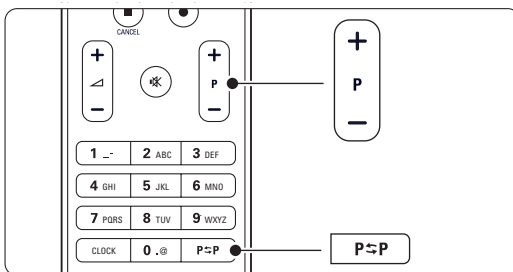 CANCEL
+ + +
P P
− − −
1 _- 2 ABC 3 DEF
4 GHI 5 JKL 6 MNO
7 PQRS 8 TUV 9 WXYZ
CLOCK 0 .@ P⇆P P⇆P